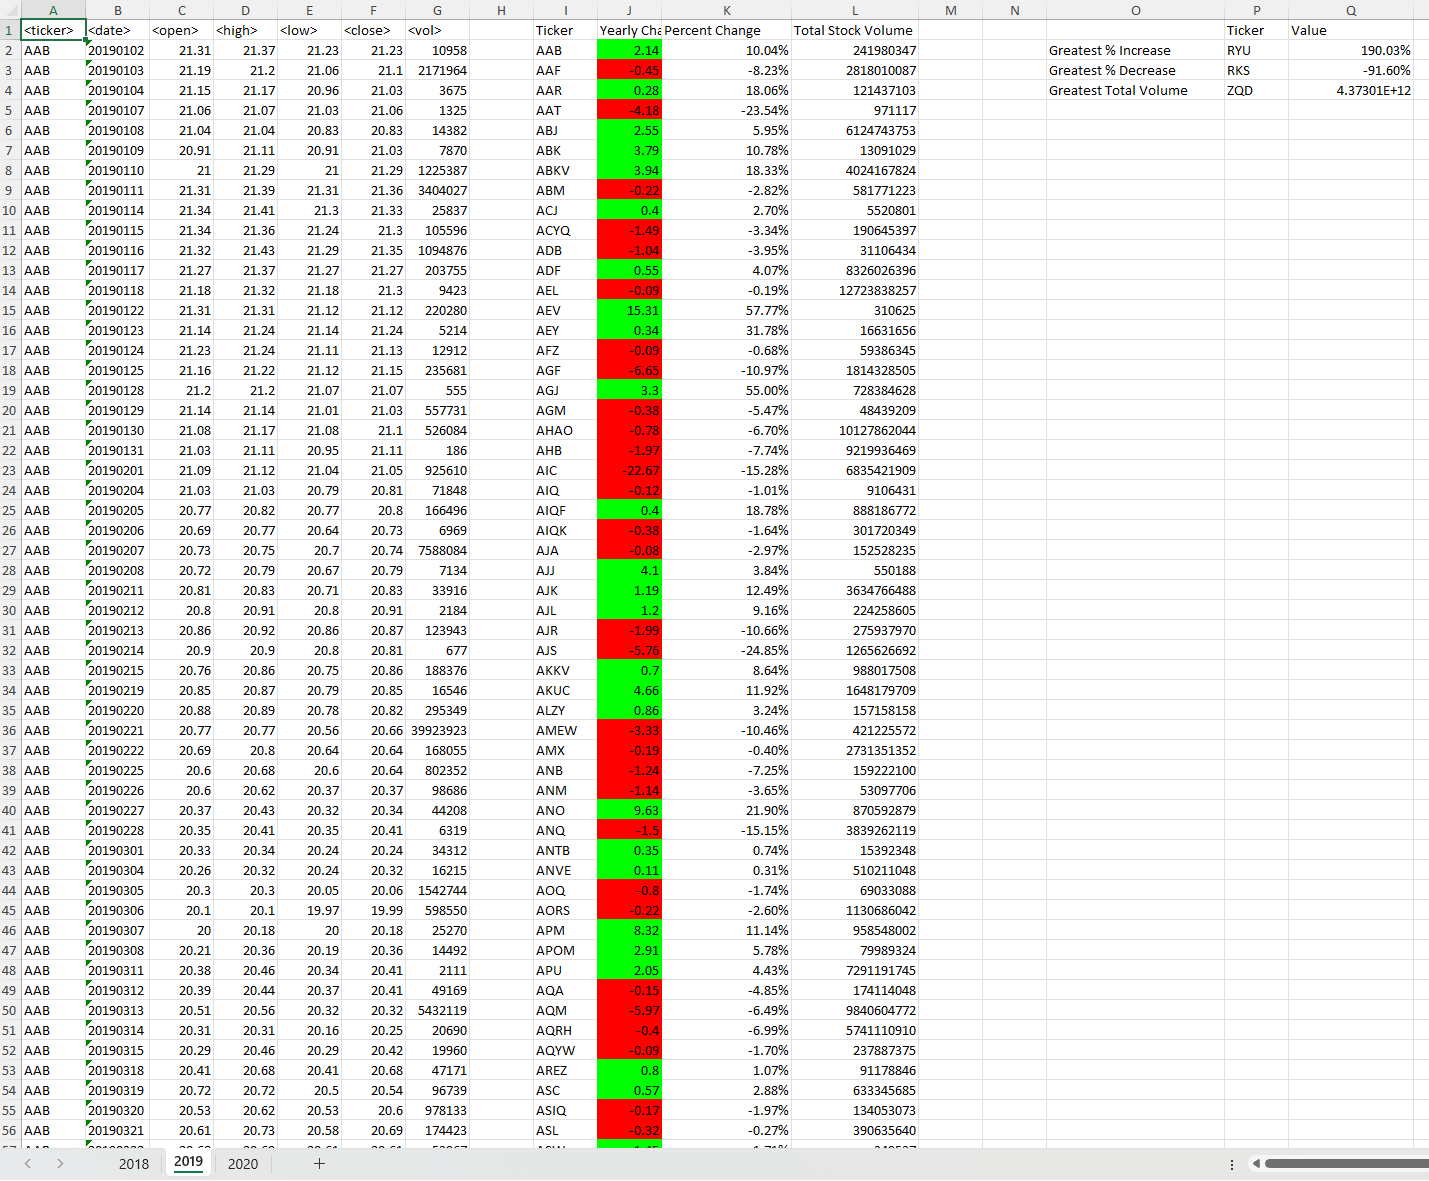 A B C D E F G H I J K L M N O P Q
1 <ticker> <date> <open> <high> <low> <close> <vol> Ticker Yearly Cha Percent Change Total Stock Volume Ticker Value
2 AAB 20190102 21.31 21.37 21.23 21.23 10958 AAB 2.14 10.04% 241980347 Greatest % Increase RYU 190.03%
3 AAB 20190103 21.19 21.2 21.06 21.1 2171964 AAF -0.45 -8.23% 2818010087 Greatest % Decrease RKS -91.60%
4 AAB 20190104 21.15 21.17 20.96 21.03 3675 AAR 0.28 18.06% 121437103 Greatest Total Volume ZQD 4.37301E+12
5 AAB 20190107 21.06 21.07 21.03 21.06 1325 AAT -4.18 -23.54% 971117
6 AAB 20190108 21.04 21.04 20.83 20.83 14382 ABJ 2.55 5.95% 6124743753
7 AAB 20190109 20.91 21.11 20.91 21.03 7870 ABK 3.79 10.78% 13091029
8 AAB 20190110 21 21.29 21 21.29 1225387 ABKV 3.94 18.33% 4024167824
9 AAB 20190111 21.31 21.39 21.31 21.36 3404027 ABM -0.22 -2.82% 581771223
10 AAB 20190114 21.34 21.41 21.3 21.33 25837 ACJ 0.4 2.70% 5520801
11 AAB 20190115 21.34 21.36 21.24 21.3 105596 ACYQ -1.49 -3.34% 190645397
12 AAB 20190116 21.32 21.43 21.29 21.35 1094876 ADB -1.04 -3.95% 31106434
13 AAB 20190117 21.27 21.37 21.27 21.27 203755 ADF 0.55 4.07% 8326026396
14 AAB 20190118 21.18 21.32 21.18 21.3 9423 AEL -0.09 -0.19% 12723838257
15 AAB 20190122 21.31 21.31 21.12 21.12 220280 AEV 15.31 57.77% 310625
16 AAB 20190123 21.14 21.24 21.14 21.24 5214 AEY 0.34 31.78% 16631656
17 AAB 20190124 21.23 21.24 21.11 21.13 12912 AFZ -0.09 -0.68% 59386345
18 AAB 20190125 21.16 21.22 21.12 21.15 235681 AGF -6.65 -10.97% 1814328505
19 AAB 20190128 21.2 21.2 21.07 21.07 555 AGJ 3.3 55.00% 728384628
20 AAB 20190129 21.14 21.14 21.01 21.03 557731 AGM -0.38 -5.47% 48439209
21 AAB 20190130 21.08 21.17 21.08 21.1 526084 AHAO -0.78 -6.70% 10127862044
22 AAB 20190131 21.03 21.11 20.95 21.11 186 AHB -1.97 -7.74% 9219936469
23 AAB 20190201 21.09 21.12 21.04 21.05 925610 AIC -22.67 -15.28% 6835421909
24 AAB 20190204 21.03 21.03 20.79 20.81 71848 AIQ -0.12 -1.01% 9106431
25 AAB 20190205 20.77 20.82 20.77 20.8 166496 AIQF 0.4 18.78% 888186772
26 AAB 20190206 20.69 20.77 20.64 20.73 6969 AIQK -0.38 -1.64% 301720349
27 AAB 20190207 20.73 20.75 20.7 20.74 7588084 AJA -0.08 -2.97% 152528235
28 AAB 20190208 20.72 20.79 20.67 20.79 7134 AJJ 4.1 3.84% 550188
29 AAB 20190211 20.81 20.83 20.71 20.83 33916 AJK 1.19 12.49% 3634766488
30 AAB 20190212 20.8 20.91 20.8 20.91 2184 AJL 1.2 9.16% 224258605
31 AAB 20190213 20.86 20.92 20.86 20.87 123943 AJR -1.99 -10.66% 275937970
32 AAB 20190214 20.9 20.9 20.8 20.81 677 AJS -5.76 -24.85% 1265626692
33 AAB 20190215 20.76 20.86 20.75 20.86 188376 AKKV 0.7 8.64% 988017508
34 AAB 20190219 20.85 20.87 20.79 20.85 16546 AKUC 4.66 11.92% 1648179709
35 AAB 20190220 20.88 20.89 20.78 20.82 295349 ALZY 0.86 3.24% 157158158
36 AAB 20190221 20.77 20.77 20.56 20.66 39923923 AMEW -3.33 -10.46% 421225572
37 AAB 20190222 20.69 20.8 20.64 20.64 168055 AMX -0.19 -0.40% 2731351352
38 AAB 20190225 20.6 20.68 20.6 20.64 802352 ANB -1.24 -7.25% 159222100
39 AAB 20190226 20.6 20.62 20.37 20.37 98686 ANM -1.14 -3.65% 53097706
40 AAB 20190227 20.37 20.43 20.32 20.34 44208 ANO 9.63 21.90% 870592879
41 AAB 20190228 20.35 20.41 20.35 20.41 6319 ANQ -1.5 -15.15% 3839262119
42 AAB 20190301 20.33 20.34 20.24 20.24 34312 ANTB 0.35 0.74% 15392348
43 AAB 20190304 20.26 20.32 20.24 20.32 16215 ANVE 0.11 0.31% 510211048
44 AAB 20190305 20.3 20.3 20.05 20.06 1542744 AOQ -0.8 -1.74% 69033088
45 AAB 20190306 20.1 20.1 19.97 19.99 598550 AORS -0.22 -2.60% 1130686042
46 AAB 20190307 20 20.18 20 20.18 25270 APM 8.32 11.14% 958548002
47 AAB 20190308 20.21 20.36 20.19 20.36 14492 APOM 2.91 5.78% 79989324
48 AAB 20190311 20.38 20.46 20.34 20.41 2111 APU 2.05 4.43% 7291191745
49 AAB 20190312 20.39 20.44 20.37 20.41 49169 AQA -0.15 -4.85% 174114048
50 AAB 20190313 20.51 20.56 20.32 20.32 5432119 AQM -5.97 -6.49% 9840604772
51 AAB 20190314 20.31 20.31 20.16 20.25 20690 AQRH -0.4 -6.99% 5741110910
52 AAB 20190315 20.29 20.46 20.29 20.42 19960 AQYW -0.09 -1.70% 237887375
53 AAB 20190318 20.41 20.68 20.41 20.68 47171 AREZ 0.8 1.07% 91178846
54 AAB 20190319 20.72 20.72 20.5 20.54 96739 ASC 0.57 2.88% 633345685
55 AAB 20190320 20.53 20.62 20.53 20.6 978133 ASIQ -0.17 -1.97% 134053073
56 AAB 20190321 20.61 20.73 20.58 20.69 174423 ASL -0.32 -0.27% 390635640
2018 2019 2020